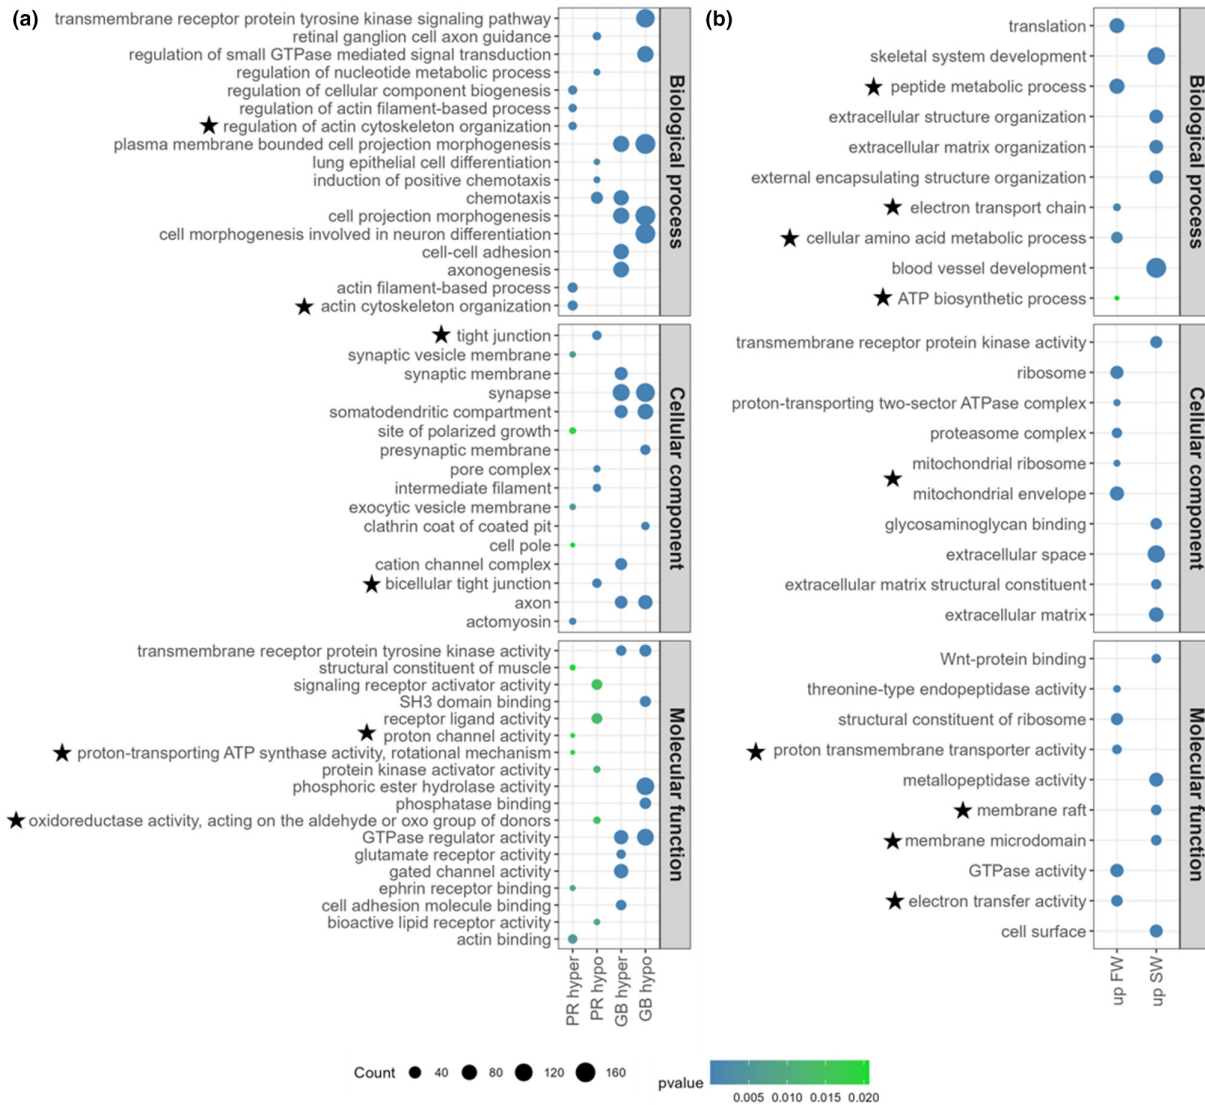 (a)
transmembrane receptor protein tyrosine kinase signaling pathway
retinal ganglion cell axon guidance
regulation of small GTPase mediated signal transduction
regulation of nucleotide metabolic process
regulation of cellular component biogenesis
regulation of actin filament-based process
regulation of actin cytoskeleton organization
plasma membrane bounded cell projection morphogenesis
lung epithelial cell differentiation
induction of positive chemotaxis
chemotaxis
cell projection morphogenesis
cell morphogenesis involved in neuron differentiation
cell-cell adhesion
axonogenesis
actin filament-based process
actin cytoskeleton organization
Biological process
tight junction
synaptic vesicle membrane
synaptic membrane
synapse
somatodendritic compartment
site of polarized growth
presynaptic membrane
pore complex
intermediate filament
exocytic vesicle membrane
clathrin coat of coated pit
cell pole
cation channel complex
bicellular tight junction
axon
actomyosin
Cellular component
transmembrane receptor protein tyrosine kinase activity
structural constituent of muscle
signaling receptor activator activity
SH3 domain binding
receptor ligand activity
proton channel activity
proton-transporting ATP synthase activity, rotational mechanism
protein kinase activator activity
phosphoric ester hydrolase activity
phosphatase binding
oxidoreductase activity, acting on the aldehyde or oxo group of donors
GTPase regulator activity
glutamate receptor activity
gated channel activity
ephrin receptor binding
cell adhesion molecule binding
bioactive lipid receptor activity
actin binding
Molecular function
PR hyper
PR hypo
GB hyper
GB hypo
(b)
translation
skeletal system development
peptide metabolic process
extracellular structure organization
extracellular matrix organization
external encapsulating structure organization
electron transport chain
cellular amino acid metabolic process
blood vessel development
ATP biosynthetic process
Biological process
transmembrane receptor protein kinase activity
ribosome
proton-transporting two-sector ATPase complex
proteasome complex
mitochondrial ribosome
mitochondrial envelope
glycosaminoglycan binding
extracellular space
extracellular matrix structural constituent
extracellular matrix
Cellular component
Wnt-protein binding
threonine-type endopeptidase activity
structural constituent of ribosome
proton transmembrane transporter activity
metallopeptidase activity
membrane raft
membrane microdomain
GTPase activity
electron transfer activity
cell surface
Molecular function
up FW
up SW
Count 40 80 120 160
pvalue
0.005 0.010 0.015 0.020